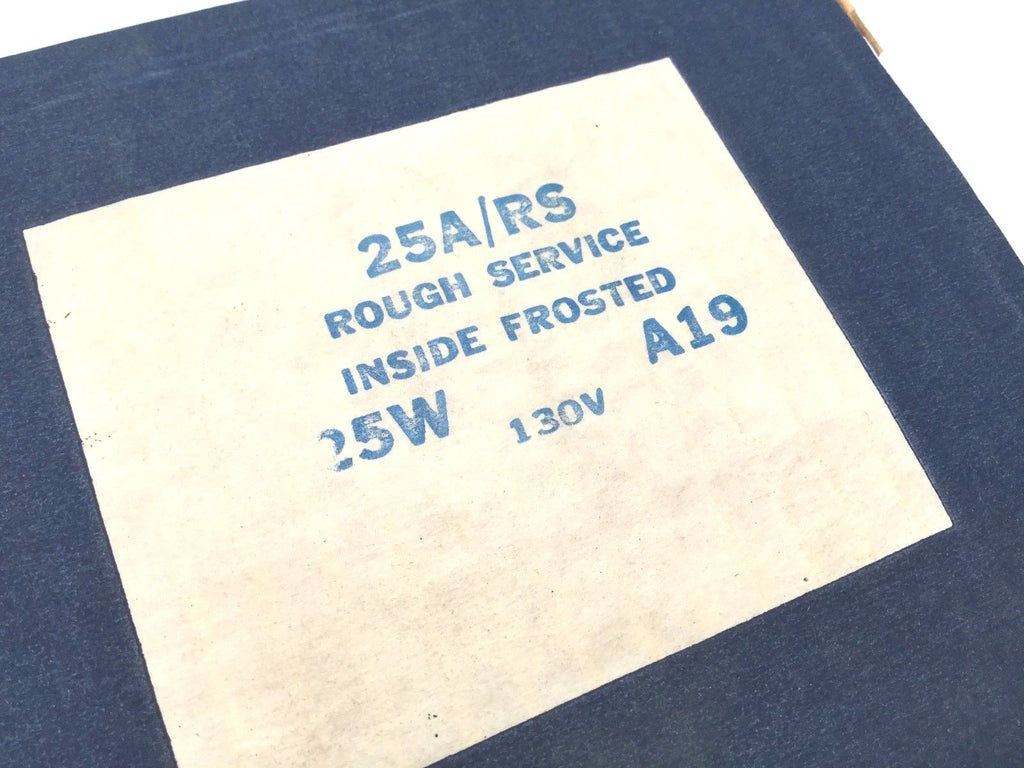 25A/RS
ROUGH SERVICE
INSIDE FROSTED
A19
25W 130V